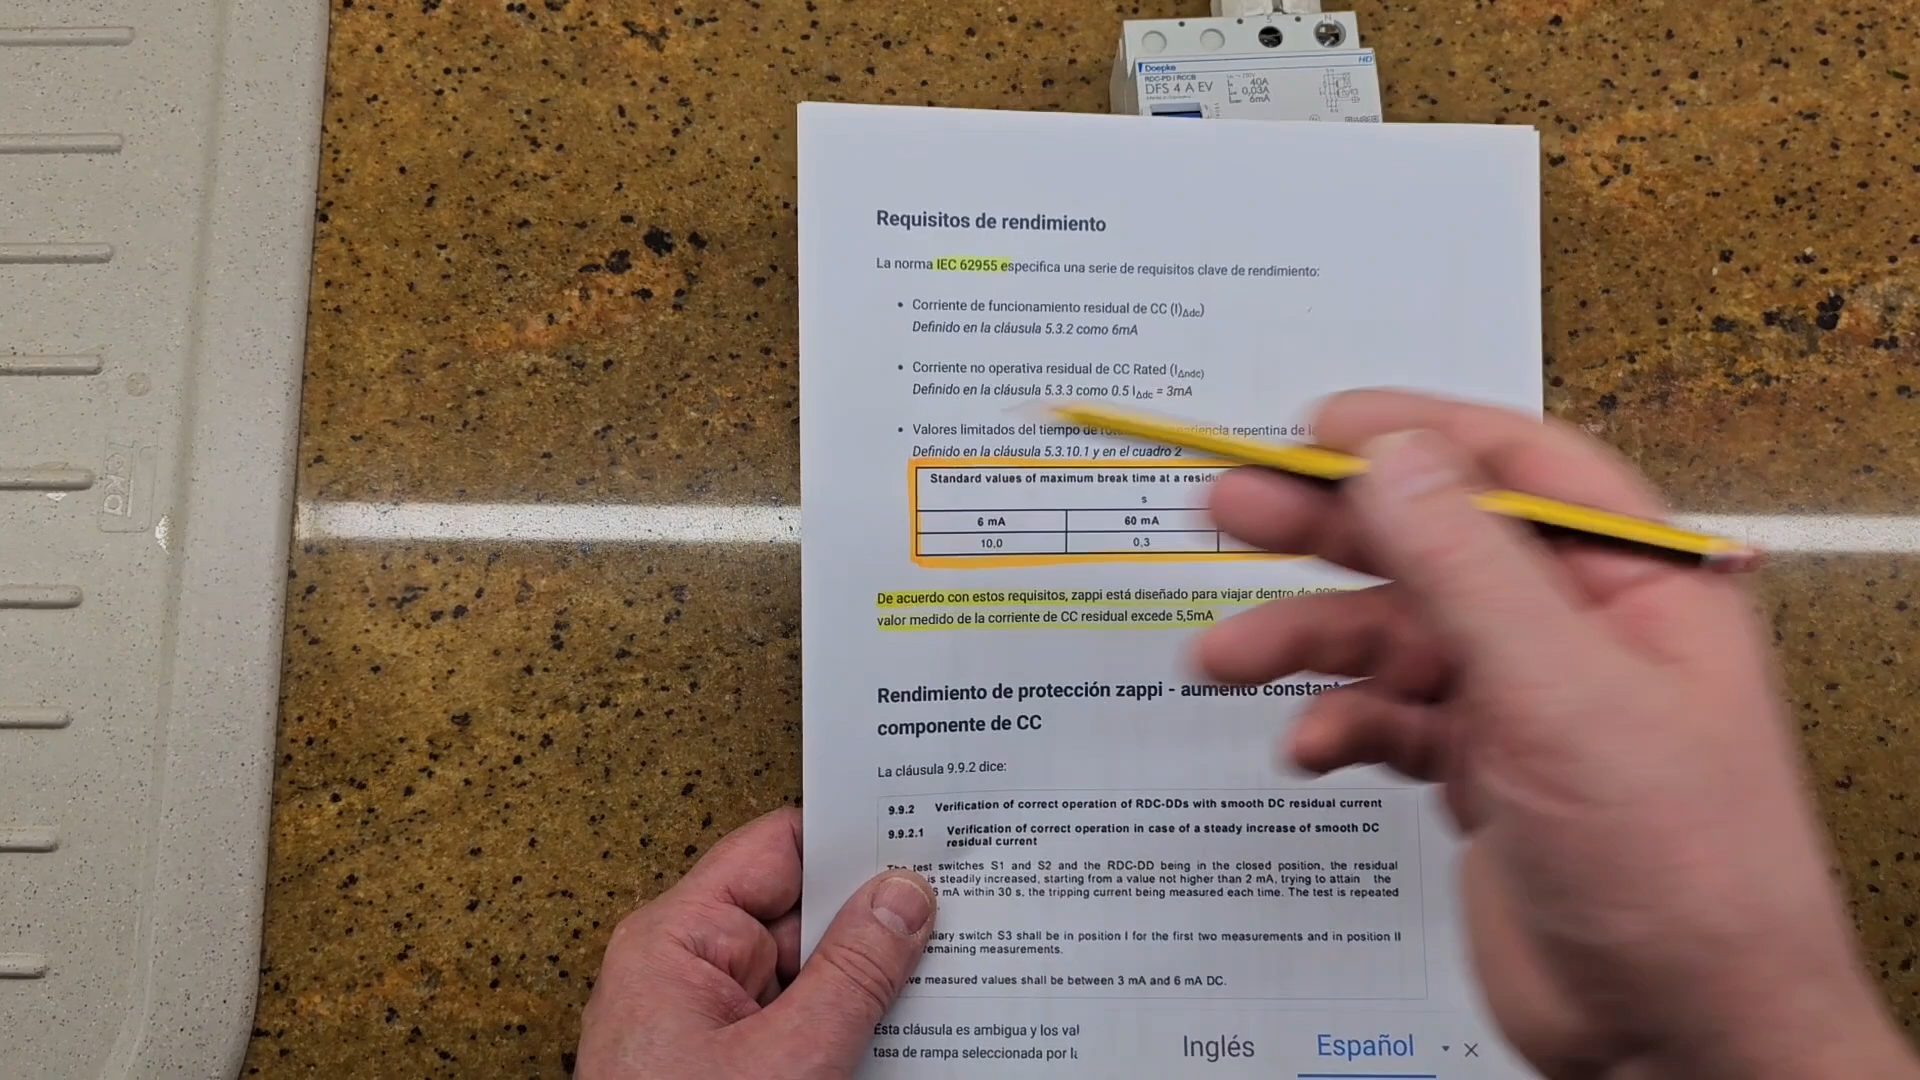 S N
Doepke HD
RDC-PD I RCCB
DFS 4 A EV
40A
0,03A
6mA
Requisitos de rendimiento
La norma IEC 62955 especifica una serie de requisitos clave de rendimiento:
• Corriente de funcionamiento residual de CC (I)Δdc)
Definido en la cláusula 5.3.2 como 6mA
• Corriente no operativa residual de CC Rated (IΔndc)
Definido en la cláusula 5.3.3 como 0.5 IΔdc = 3mA
• Valores limitados del tiempo de repentina de
Definido en la cláusula 5.3.10.1 y en el cuadro 2
Standard values of maximum break time at a
s
6 mA 60 mA
10,0 0,3
De acuerdo con estos requisitos, zappi está diseñado para viajar dentro de
valor medido de la corriente de CC residual excede 5,5mA
Rendimiento de protección zappi - aumento
componente de CC
La cláusula 9.9.2 dice:
9.9.2 Verification of correct operation of RDC-DDs with smooth DC residual current
9.9.2.1 Verification of correct operation in case of a steady increase of smooth DC
residual current
test switches S1 and S2 and the RDC-DD being in the closed position, the residual
is steadily increased, starting from a value not higher than 2 mA, trying to attain the
mA within 30 s, the tripping current being measured each time. The test is repeated
switch S3 shall be in position I for the first two measurements and in position II
remaining measurements.
measured values shall be between 3 mA and 6 mA DC.
Esta cláusula es ambigua y los
tasa de rampa seleccionada por
Inglés Español ×
teka